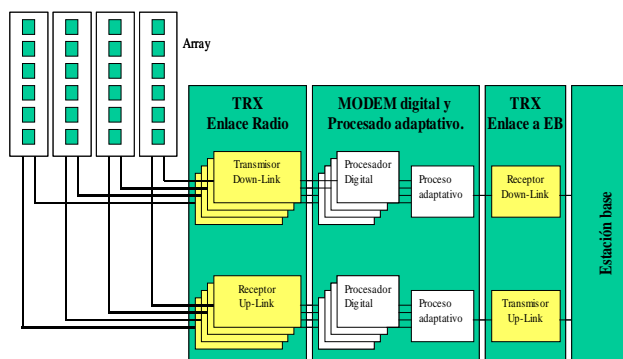 Array
TRX
Enlace Radio
MODEM digital y
Procesado adaptativo.
TRX
Enlace a EB
Transmisor
Down-Link
Procesador
Digital
Proceso
adaptativo
Receptor
Down-Link
Estación base
Receptor
Up-Link
Procesador
Digital
Proceso
adaptativo
Transmisor
Up-Link